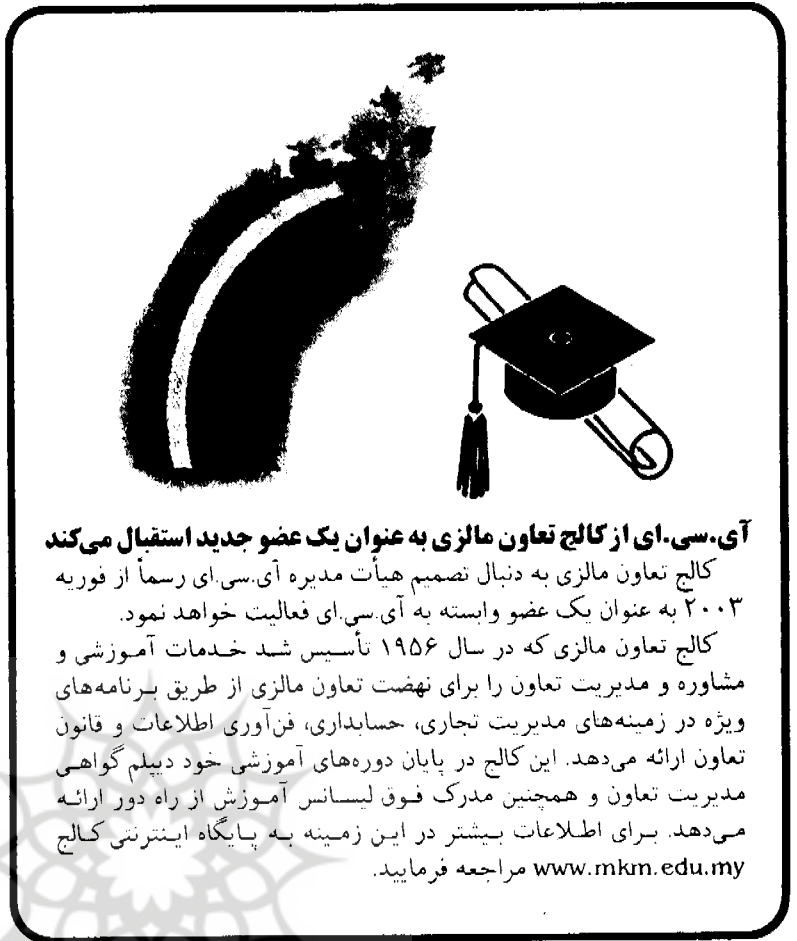 آی.سی.ای از کالج تعاون مالزی به عنوان یک عضو جدید استقبال می‌کند
کالج تعاون مالزی به دنبال تصمیم هیأت مدیره آی.سی.ای رسماً از فوریه
۲۰۰۳ به عنوان یک عضو وابسته به آی.سی.ای فعالیت خواهد نمود.
کالج تعاون مالزی که در سال ۱۹۵۶ تأسیس شد خدمات آموزشی و
مشاوره و مدیریت تعاون را برای نهضت تعاون مالزی از طریق برنامه‌های
ویژه در زمینه‌های مدیریت تجاری، حسابداری، فن‌آوری اطلاعات و قانون
تعاون ارائه می‌دهد. این کالج در پایان دوره‌های آموزشی خود دیپلم گواهی
مدیریت تعاون و همچنین مدرک فوق لیسانس آموزش از راه دور ارائه
می‌دهد. برای اطلاعات بیشتر در این زمینه به پایگاه اینترنتی کالج
www.mkm.edu.my مراجعه فرمایید.